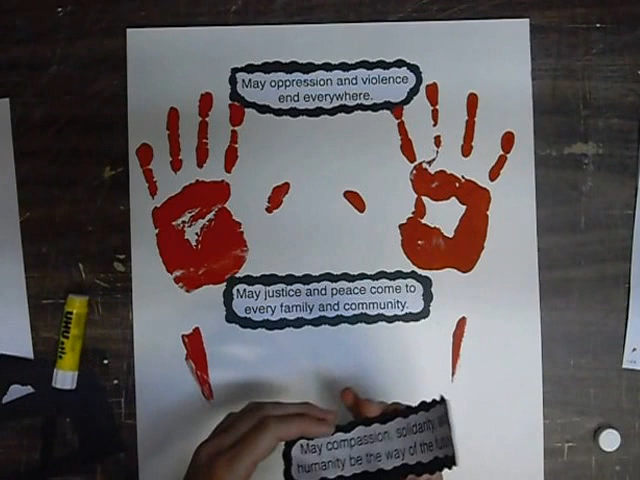 May oppression and violence
end everywhere.
May justice and peace come to
every family and community.
UHU stic
May compassion, solidarity
humanity be the way of the